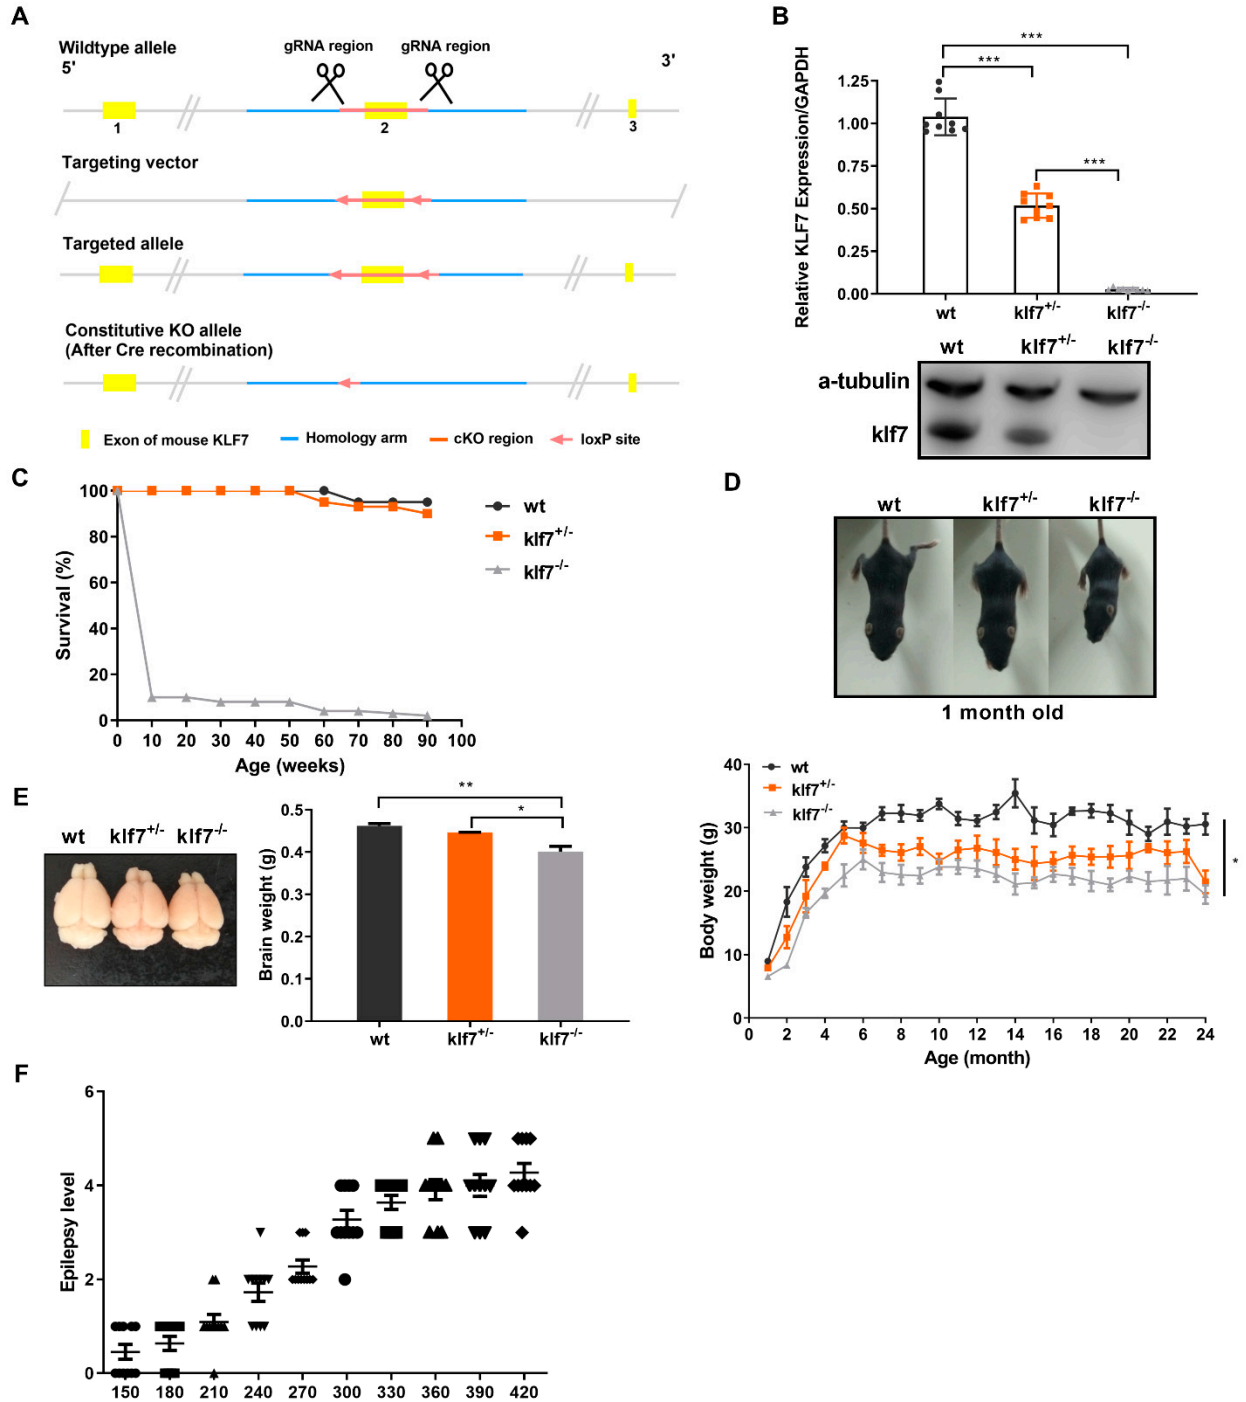 A
Wildtype allele
5'
gRNA region
gRNA region
3'
1
2
3
Targeting vector
Targeted allele
Constitutive KO allele
(After Cre recombination)
Exon of mouse KLF7
Homology arm
cKO region
loxP site
B
Relative KLF7 Expression/GAPDH
1.25
1.00
0.75
0.50
0.25
0.00
***
***
***
wt
klf7+/-
klf7-/-
wt
klf7+/-
klf7-/-
a-tubulin
klf7
C
Survival (%)
100
80
60
40
20
0
0 10 20 30 40 50 60 70 80 90 100
Age (weeks)
wt
klf7+/-
klf7-/-
D
wt
klf7+/-
klf7-/-
1 month old
Body weight (g)
40
30
20
10
0
wt
klf7+/-
klf7-/-
*
0 2 4 6 8 10 12 14 16 18 20 22 24
Age (month)
E
wt
klf7+/-
klf7-/-
Brain weight (g)
0.5
0.4
0.3
0.2
0.1
0.0
**
*
wt
klf7+/-
klf7-/-
F
Epilepsy level
6
4
2
0
150 180 210 240 270 300 330 360 390 420